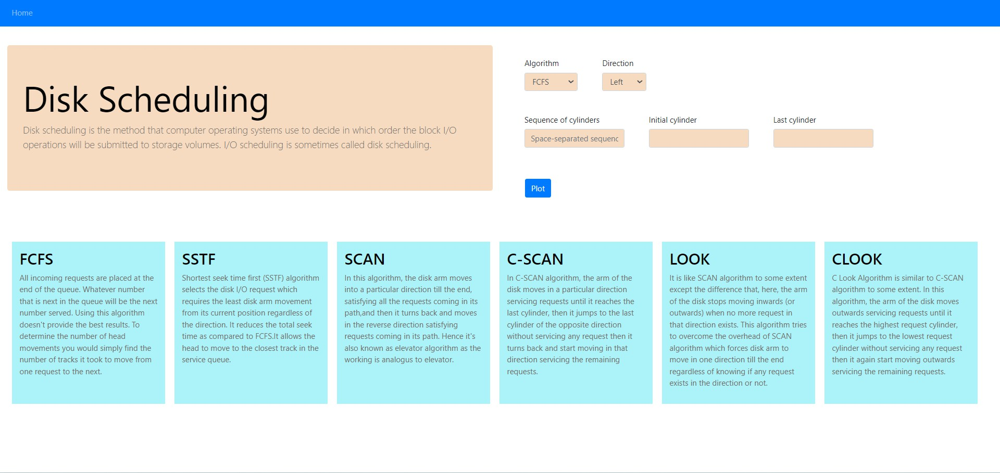 Home
Disk Scheduling
Disk scheduling is the method that computer operating systems use to decide in which order the block I/O
operations will be submitted to storage volumes. I/O scheduling is sometimes called disk scheduling.
Algorithm
Direction
FCFS
Left
Sequence of cylinders
Initial cylinder
Last cylinder
Space-separated sequenc
Plot
FCFS
All incoming requests are placed at the
end of the queue. Whatever number
that is next in the queue will be the next
number served. Using this algorithm
doesn't provide the best results. To
determine the number of head
movements you would simply find the
number of tracks it took to move from
one request to the next.
SSTF
Shortest seek time first (SSTF) algorithm
selects the disk I/O request which
requires the least disk arm movement
from its current position regardless of
the direction. It reduces the total seek
time as compared to FCFS.It allows the
head to move to the closest track in the
service queue.
SCAN
In this algorithm, the disk arm moves
into a particular direction till the end,
satisfying all the requests coming in its
path,and then it turns back and moves
in the reverse direction satisfying
requests coming in its path. Hence it's
also known as elevator algorithm as the
working is analogus to elevator.
C-SCAN
In C-SCAN algorithm, the arm of the
disk moves in a particular direction
servicing requests until it reaches the
last cylinder, then it jumps to the last
cylinder of the opposite direction
without servicing any request then it
turns back and start moving in that
direction servicing the remaining
requests.
LOOK
It is like SCAN algorithm to some extent
except the difference that, here, the arm
of the disk stops moving inwards (or
outwards) when no more request in
that direction exists. This algorithm tries
to overcome the overhead of SCAN
algorithm which forces disk arm to
move in one direction till the end
regardless of knowing if any request
exists in the direction or not.
CLOOK
C Look Algorithm is similar to C-SCAN
algorithm to some extent. In this
algorithm, the arm of the disk moves
outwards servicing requests until it
reaches the highest request cylinder,
then it jumps to the lowest request
cylinder without servicing any request
then it again start moving outwards
servicing the remaining requests.